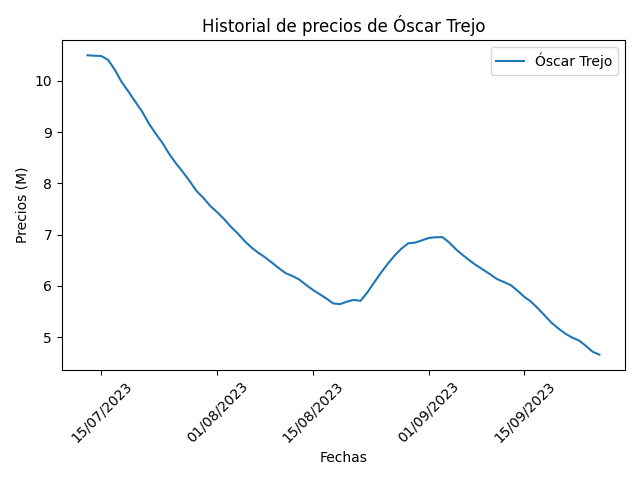 Historial de precios de Óscar Trejo
Óscar Trejo
Precios (M)
10
9
8
7
6
5
15/07/2023
01/08/2023
15/08/2023
01/09/2023
15/09/2023
Fechas